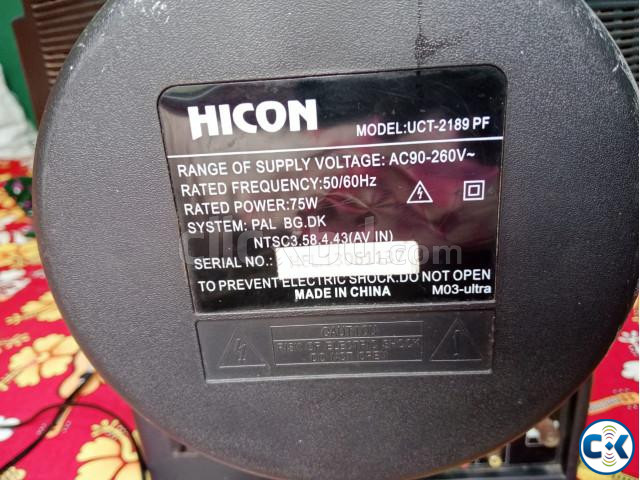 HICON
MODEL:UCT-2189 PF
RANGE OF SUPPLY VOLTAGE: AC90-260V~
RATED FREQUENCY:50/60Hz
RATED POWER:75W
SYSTEM: PAL BG.DK
NTSC3.58.4.43(AV IN)
SERIAL NO.:
TO PREVENT ELECTRIC SHOCK.DO NOT OPEN
MADE IN CHINA M03-ultra
CAUTION
RISK OF ELECTRIC SHOCK
DO NOT OPEN
CK